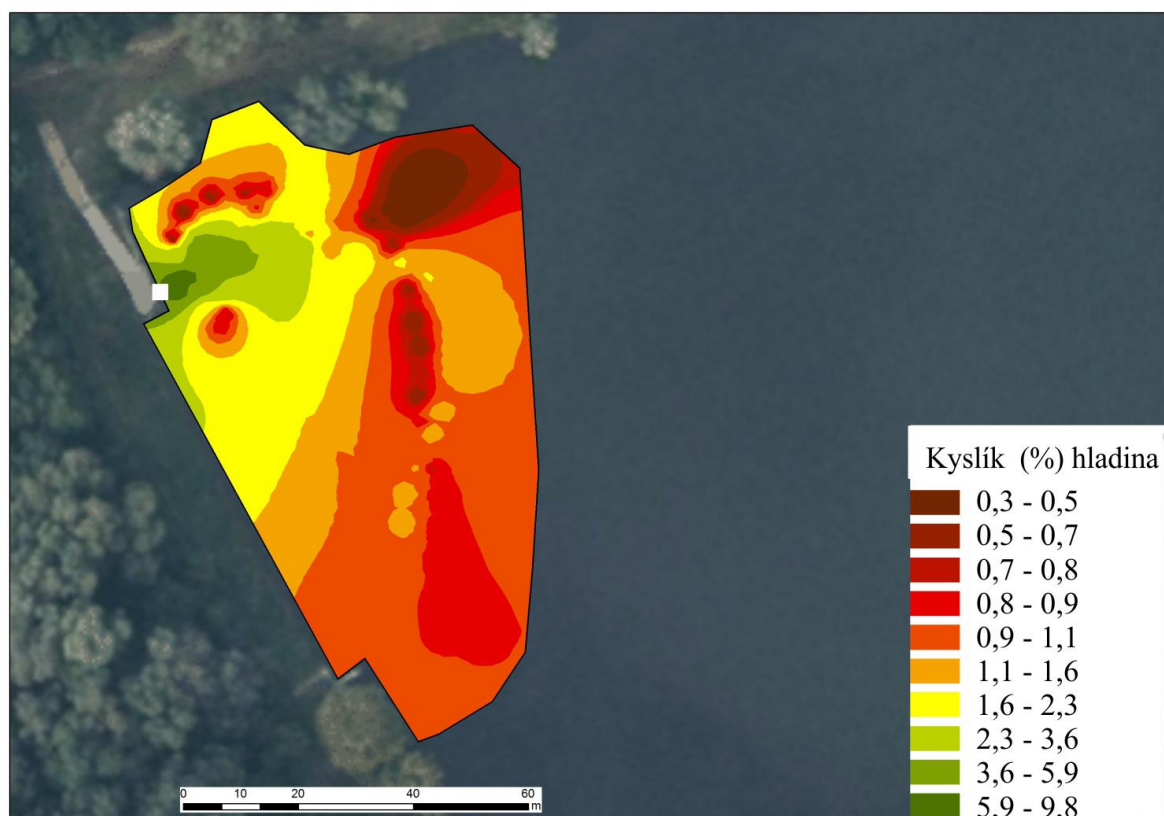 Kyslík (%) hladina
0,3 - 0,5
0,5 - 0,7
0,7 - 0,8
0,8 - 0,9
0,9 - 1,1
1,1 - 1,6
1,6 - 2,3
2,3 - 3,6
3,6 - 5,9
5,9 - 9,8
0 10 20 40 60
m